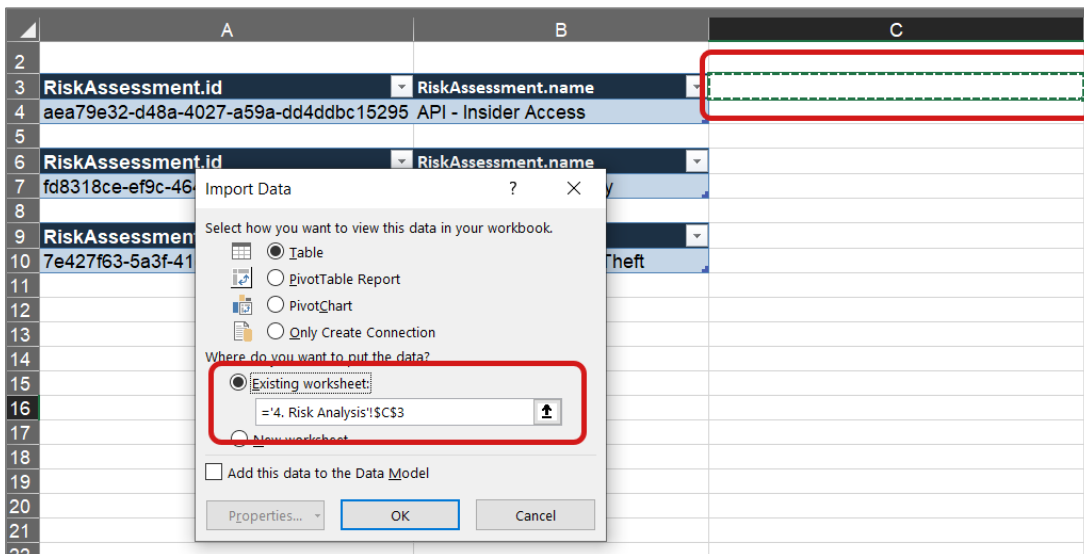 A B C
2
3 RiskAssessment.id RiskAssessment.name
4 aea79e32-d48a-4027-a59a-dd4ddbc15295 API - Insider Access
5
6 RiskAssessment.id RiskAssessment.name
7 fd8318ce-ef9c-464 y
8
9 RiskAssessmen
10 7e427f63-5a3f-41 Theft
11
12
13
14
15
16
17
18
19
20
21
22
Import Data ? ×
Select how you want to view this data in your workbook.
Table
PivotTable Report
PivotChart
Only Create Connection
Where do you want to put the data?
Existing worksheet:
='4. Risk Analysis'!$C$3
New worksheet
Add this data to the Data Model
Properties... OK Cancel